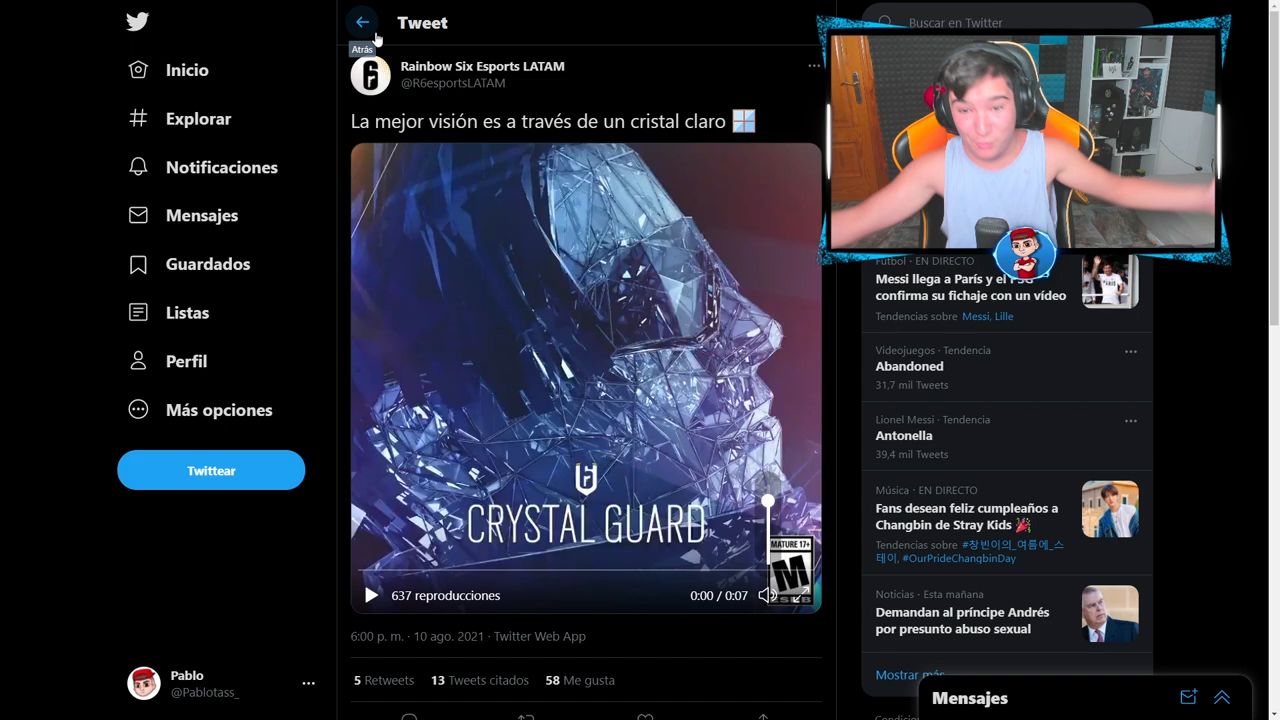 Inicio
Explorar
Notificaciones
Mensajes
Guardados
Listas
Perfil
Más opciones
Twittear
Pablo
@Pablotass_
Tweet
Atrás
Rainbow Six Esports LATAM
@R6esportsLATAM
La mejor visión es a través de un cristal claro
CRYSTAL GUARD
MATURE 17+
M
ESRB
637 reproducciones
0:00 / 0:07
6:00 p. m. · 10 ago. 2021 · Twitter Web App
5 Retweets 13 Tweets citados 58 Me gusta
Buscar en Twitter
Fútbol · EN DIRECTO
Messi llega a París y el PSG
confirma su fichaje con un vídeo
Tendencias sobre Messi, Lille
Videojuegos · Tendencia
Abandoned
31,7 mil Tweets
Lionel Messi · Tendencia
Antonella
39,4 mil Tweets
Música · EN DIRECTO
Fans desean feliz cumpleaños a
Changbin de Stray Kids 🎉
Tendencias sobre #창빈이의_여름에_스
테이, #OurPrideChangbinDay
Noticias · Esta mañana
Demandan al príncipe Andrés
por presunto abuso sexual
Mostrar más
Mensajes